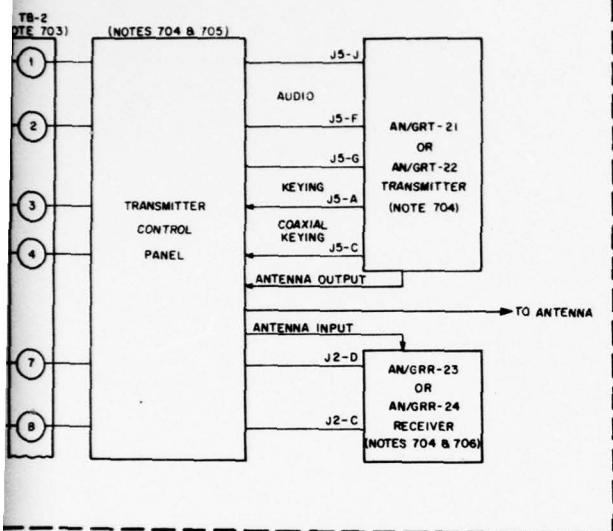 TB-2
OTE 703)
(NOTES 704 & 705)
1
J5-J
AUDIO
2
J5-F
AN/GRT-21
OR
AN/GRT-22
TRANSMITTER
(NOTE 704)
J5-G
KEYING
3
J5-A
TRANSMITTER
CONTROL
PANEL
COAXIAL
KEYING
4
J5-C
ANTENNA OUTPUT
TO ANTENNA
ANTENNA INPUT
7
J2-D
AN/GRR-23
OR
AN/GRR-24
RECEIVER
(NOTES 704 & 706)
8
J2-C